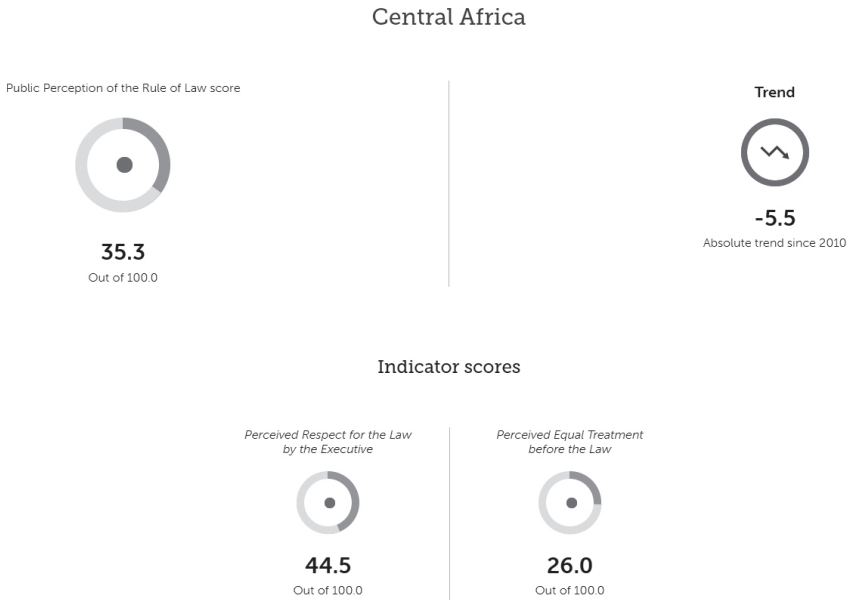 Central Africa
Public Perception of the Rule of Law score
35.3
Out of 100.0
Trend
-5.5
Absolute trend since 2010
Indicator scores
Perceived Respect for the Law
by the Executive
44.5
Out of 100.0
Perceived Equal Treatment
before the Law
26.0
Out of 100.0